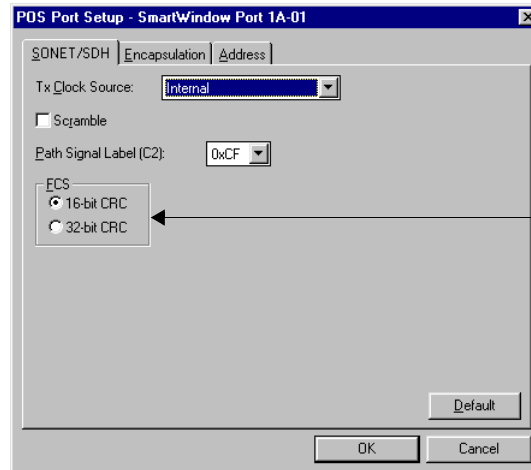 POS Port Setup - SmartWindow Port 1A-01
SONET/SDH Encapsulation Address
Tx Clock Source: Internal
Scramble
Path Signal Label (C2): 0xCF
FCS
16-bit CRC
32-bit CRC
Default
OK Cancel